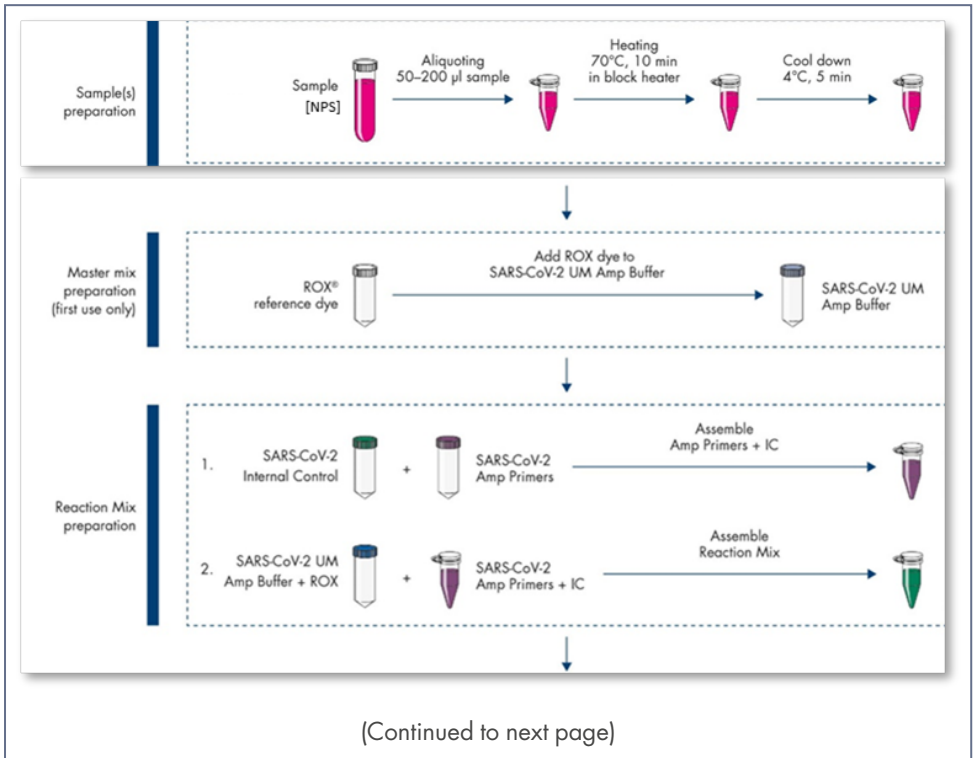 Sample(s)
preparation
Sample
[NPS]
Aliquoting
50–200 µl sample
Heating
70°C, 10 min
in block heater
Cool down
4°C, 5 min
Master mix
preparation
(first use only)
ROX®
reference dye
Add ROX dye to
SARS-CoV-2 UM Amp Buffer
SARS-CoV-2 UM
Amp Buffer
Reaction Mix
preparation
1.
SARS-CoV-2
Internal Control
+
SARS-CoV-2
Amp Primers
Assemble
Amp Primers + IC
2.
SARS-CoV-2 UM
Amp Buffer + ROX
+
SARS-CoV-2
Amp Primers + IC
Assemble
Reaction Mix
(Continued to next page)